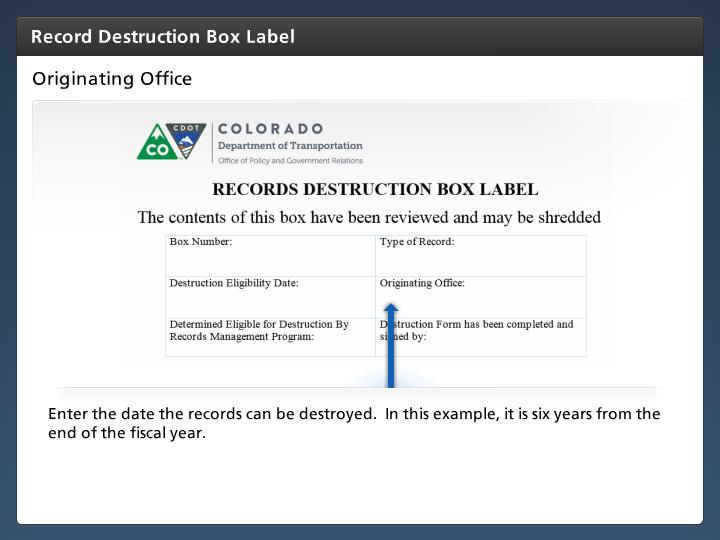 Record Destruction Box Label
Originating Office
CDOT
CO
COLORADO
Department of Transportation
Office of Policy and Government Relations
RECORDS DESTRUCTION BOX LABEL
The contents of this box have been reviewed and may be shredded
Box Number:
Type of Record:
Destruction Eligibility Date:
Originating Office:
Determined Eligible for Destruction By
Records Management Program:
Destruction Form has been completed and
signed by:
Enter the date the records can be destroyed.  In this example, it is six years from the
end of the fiscal year.